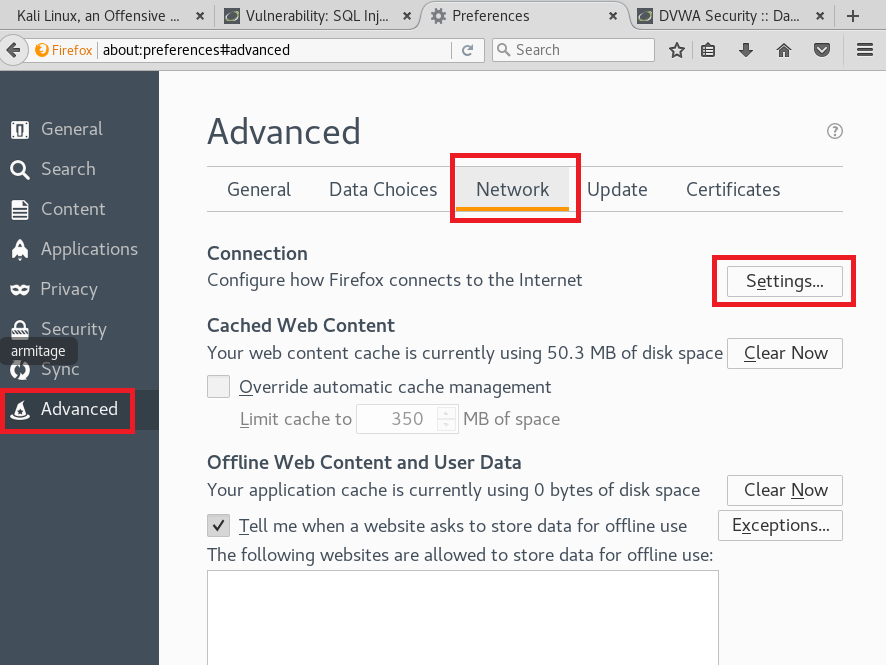 Kali Linux, an Offensive ...
Vulnerability: SQL Inj...
Preferences
DVWA Security :: Da...
Firefox
about:preferences#advanced
Search
General
Search
Content
Applications
Privacy
Security
armitage
Sync
Advanced
Advanced
General
Data Choices
Network
Update
Certificates
Connection
Configure how Firefox connects to the Internet
Settings...
Cached Web Content
Your web content cache is currently using 50.3 MB of disk space
Clear Now
Override automatic cache management
Limit cache to 350 MB of space
Offline Web Content and User Data
Your application cache is currently using 0 bytes of disk space
Clear Now
Tell me when a website asks to store data for offline use
Exceptions...
The following websites are allowed to store data for offline use: